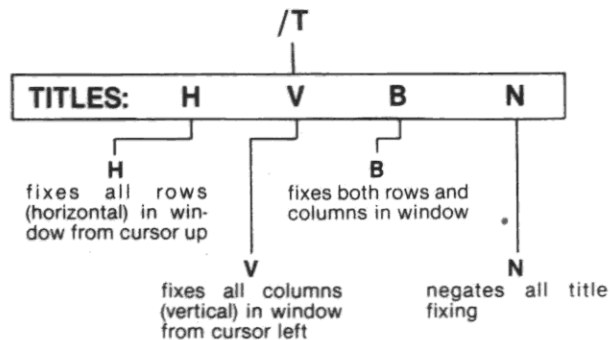 /T
TITLES: H V B N
H
fixes all rows
(horizontal) in win-
dow from cursor up
B
fixes both rows and
columns in window
V
fixes all columns
(vertical) in window
from cursor left
N
negates all title
fixing